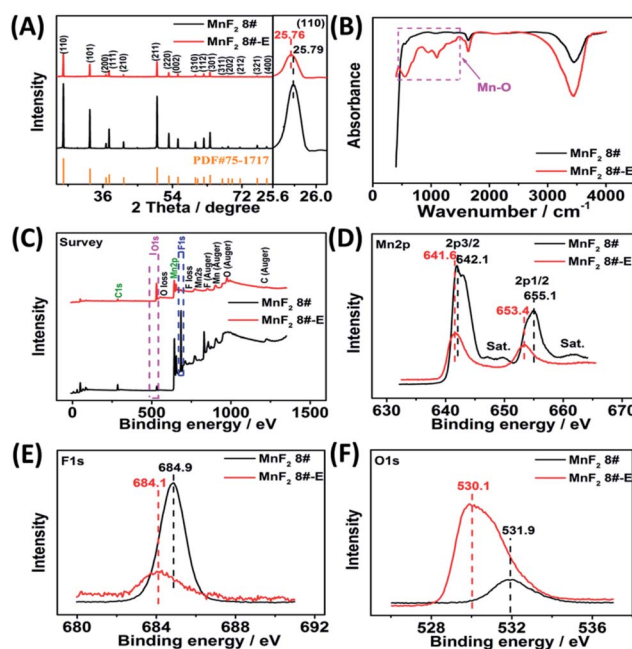 (A)
MnF2 8#
MnF2 8#-E
(110)
25.76
25.79
(110)
(101)
(200)
(111)
(210)
(211)
(220)
(002)
(310)
(112)
(301)
(311)
(202)
(212)
(321)
(400)
PDF#75-1717
Intensity
36 54 72 25.6 26.0
2 Theta / degree
(B)
Mn-O
MnF2 8#
MnF2 8#-E
Absorbance
0 1000 2000 3000 4000
Wavenumber / cm-1
(C)
Survey
C1s
O1s
O loss
Mn2p
F1s
F loss
Mn2s
F (Auger)
Mn (Auger)
O (Auger)
C (Auger)
MnF2 8#-E
MnF2 8#
Intensity
0 500 1000 1500
Binding energy / eV
(D)
Mn2p
MnF2 8#
MnF2 8#-E
2p3/2
641.6
642.1
2p1/2
655.1
653.4
Sat.
Sat.
Intensity
630 640 650 660
Binding energy / eV
(E)
F1s
MnF2 8#
MnF2 8#-E
684.9
684.1
Intensity
680 684 688 692
Binding energy / eV
(F)
O1s
MnF2 8#
MnF2 8#-E
530.1
531.9
Intensity
528 532 536
Binding energy / eV